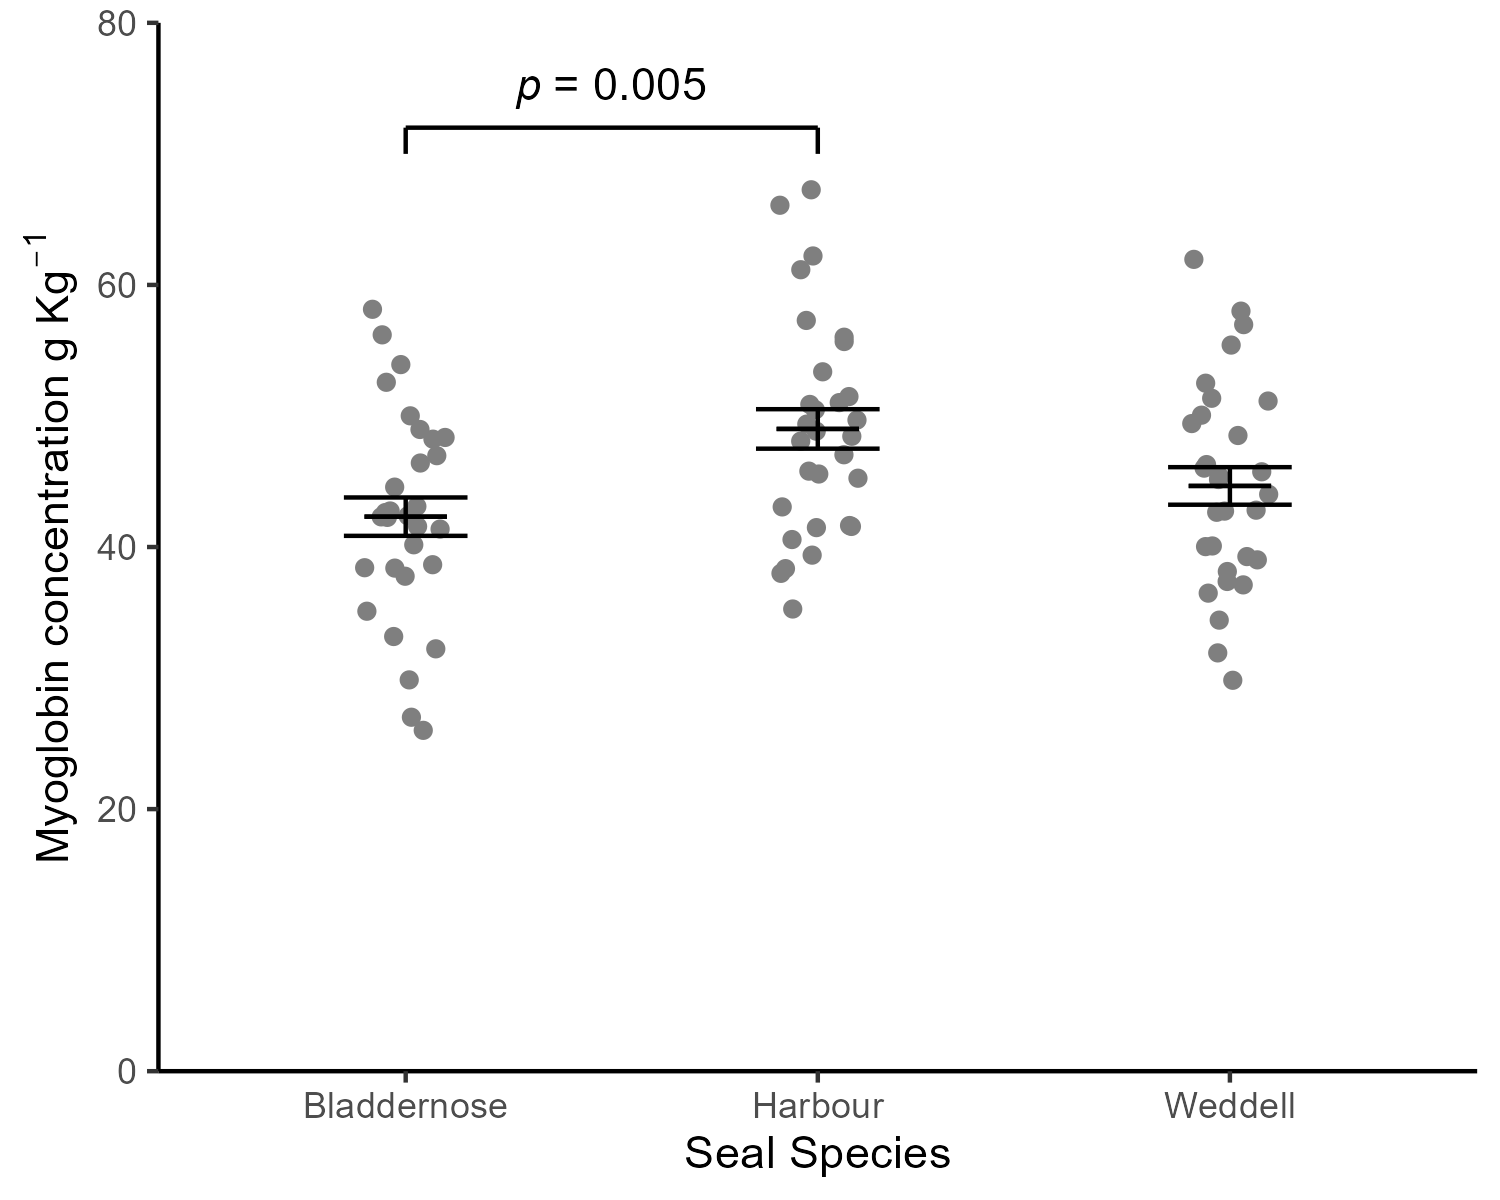 80
p = 0.005
60
40
20
0
Myoglobin concentration g Kg⁻¹
Bladdernose Harbour Weddell
Seal Species